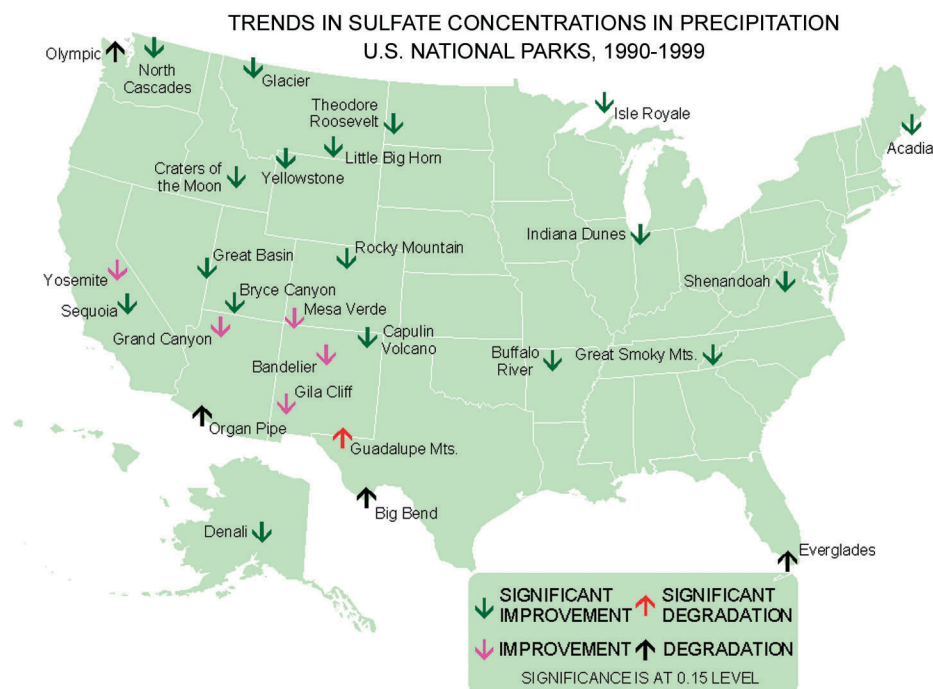 TRENDS IN SULFATE CONCENTRATIONS IN PRECIPITATION
U.S. NATIONAL PARKS, 1990-1999
Olympic
North
Cascades
Glacier
Theodore
Roosevelt
Isle Royale
Acadia
Little Big Horn
Craters of
the Moon
Yellowstone
Indiana Dunes
Rocky Mountain
Great Basin
Yosemite
Shenandoah
Bryce Canyon
Sequoia
Mesa Verde
Grand Canyon
Capulin
Volcano
Buffalo
River
Great Smoky Mts.
Bandelier
Gila Cliff
Organ Pipe
Guadalupe Mts.
Big Bend
Denali
Everglades
SIGNIFICANT
IMPROVEMENT
SIGNIFICANT
DEGRADATION
IMPROVEMENT
DEGRADATION
SIGNIFICANCE IS AT 0.15 LEVEL